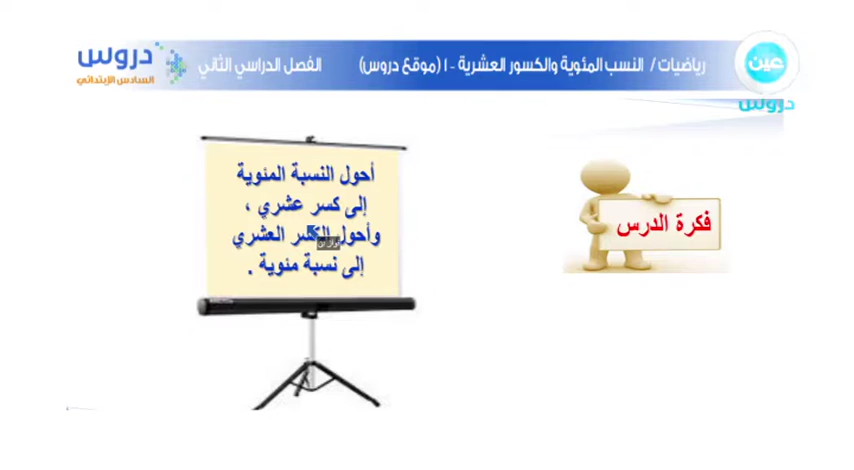 دروس
السادس الإبتدائي
رياضيات / النسب المئوية والكسور العشرية - ١ (موقع دروس) الفصل الدراسي الثاني
عين
دروس
فكرة الدرس
أحول النسبة المئوية
إلى كسر عشري ،
وأحول الكسر العشري
إلى نسبة مئوية .